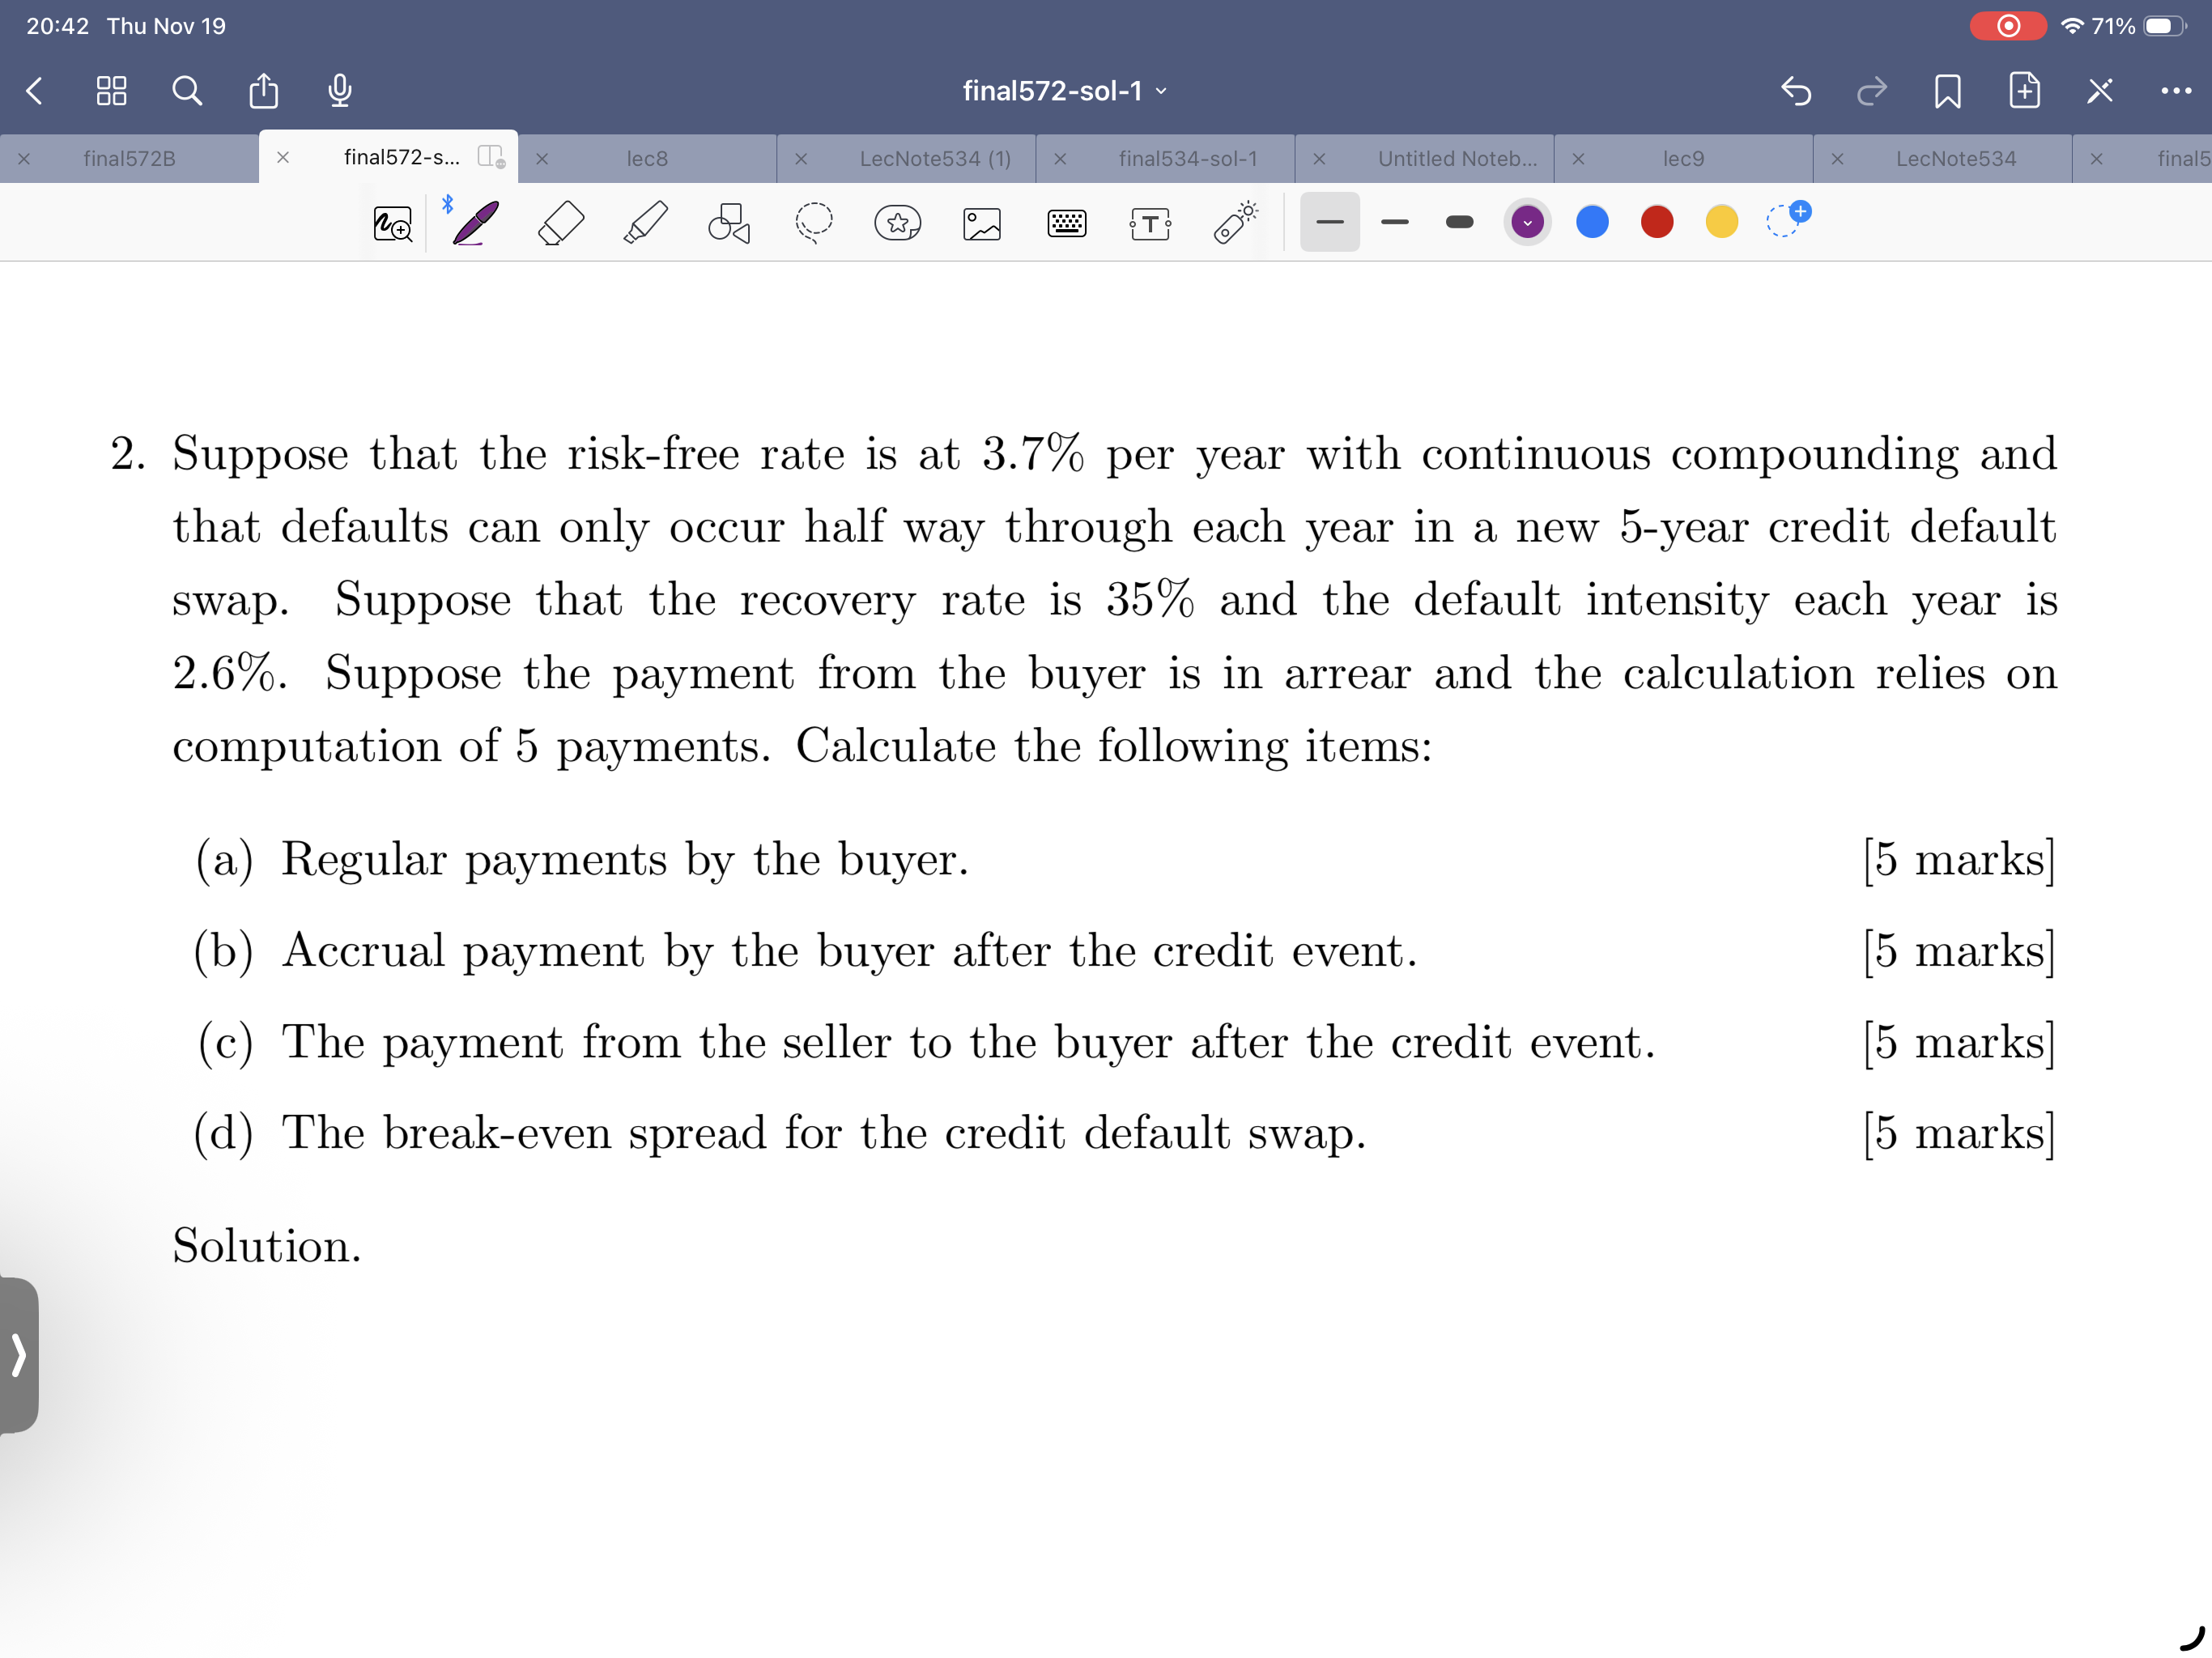 20:42 Thu Nov 19
71%
final572-sol-1
final572B
final572-s...
lec8
LecNote534 (1)
final534-sol-1
Untitled Noteb...
lec9
LecNote534
final5
T
2. Suppose that the risk-free rate is at 3.7% per year with continuous compounding and
that defaults can only occur half way through each year in a new 5-year credit default
swap. Suppose that the recovery rate is 35% and the default intensity each year is
2.6%. Suppose the payment from the buyer is in arrear and the calculation relies on
computation of 5 payments. Calculate the following items:
(a) Regular payments by the buyer. [5 marks]
(b) Accrual payment by the buyer after the credit event. [5 marks]
(c) The payment from the seller to the buyer after the credit event. [5 marks]
(d) The break-even spread for the credit default swap. [5 marks]
Solution.